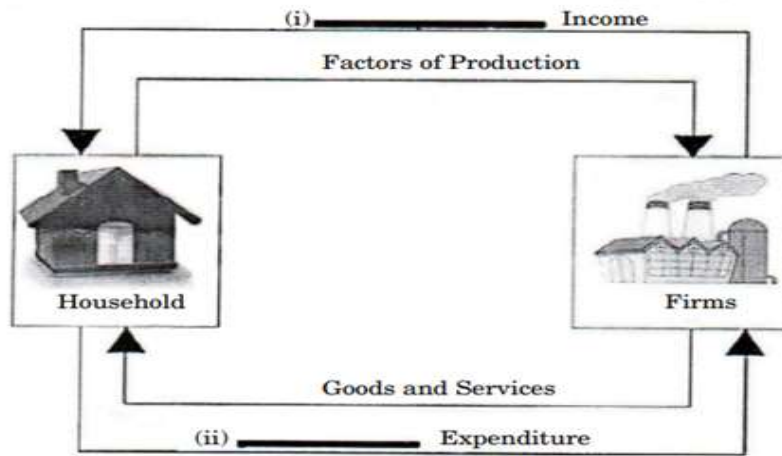 (i) Income
Factors of Production
Household
Firms
Goods and Services
(ii) Expenditure